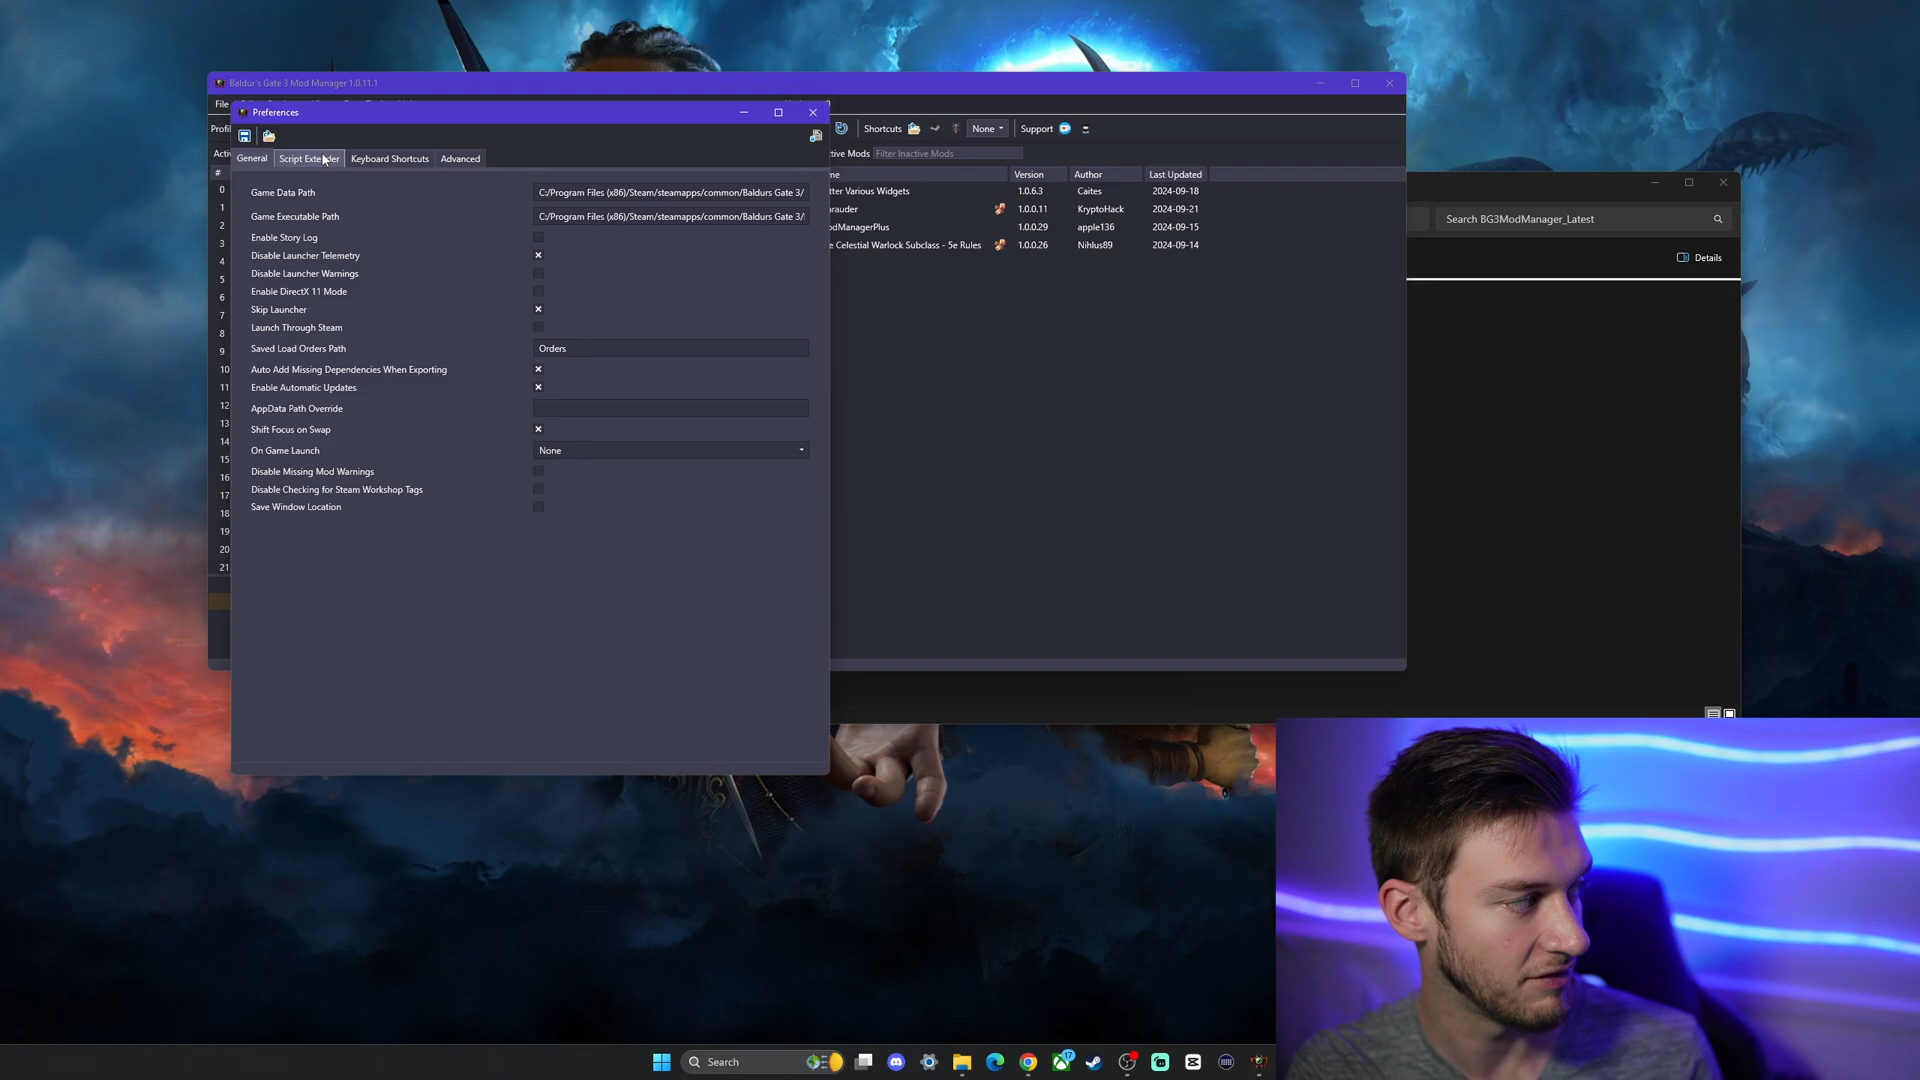 Baldur's Gate 3 Mod Manager 1.0.11.1
File
Preferences
Shortcuts None Support
General Script Extender Keyboard Shortcuts Advanced
Mods Filter Inactive Mods
#
Version Author Last Updated
Game Data Path C:/Program Files (x86)/Steam/steamapps/common/Baldurs Gate 3/
Game Executable Path C:/Program Files (x86)/Steam/steamapps/common/Baldurs Gate 3/
Enable Story Log
Disable Launcher Telemetry
Disable Launcher Warnings
Enable DirectX 11 Mode
Skip Launcher
Launch Through Steam
Saved Load Orders Path Orders
Auto Add Missing Dependencies When Exporting
Enable Automatic Updates
AppData Path Override
Shift Focus on Swap
On Game Launch None
Disable Missing Mod Warnings
Disable Checking for Steam Workshop Tags
Save Window Location
0
1
2
3
4
5
6
7
8
9
10
11
12
13
14
15
16
17
18
19
20
21
Various Widgets 1.0.6.3 Caites 2024-09-18
1.0.0.11 KryptoHack 2024-09-21
dManagerPlus 1.0.0.29 apple136 2024-09-15
Celestial Warlock Subclass - 5e Rules 1.0.0.26 Nihlus89 2024-09-14
Search BG3ModManager_Latest
Details
Search
17